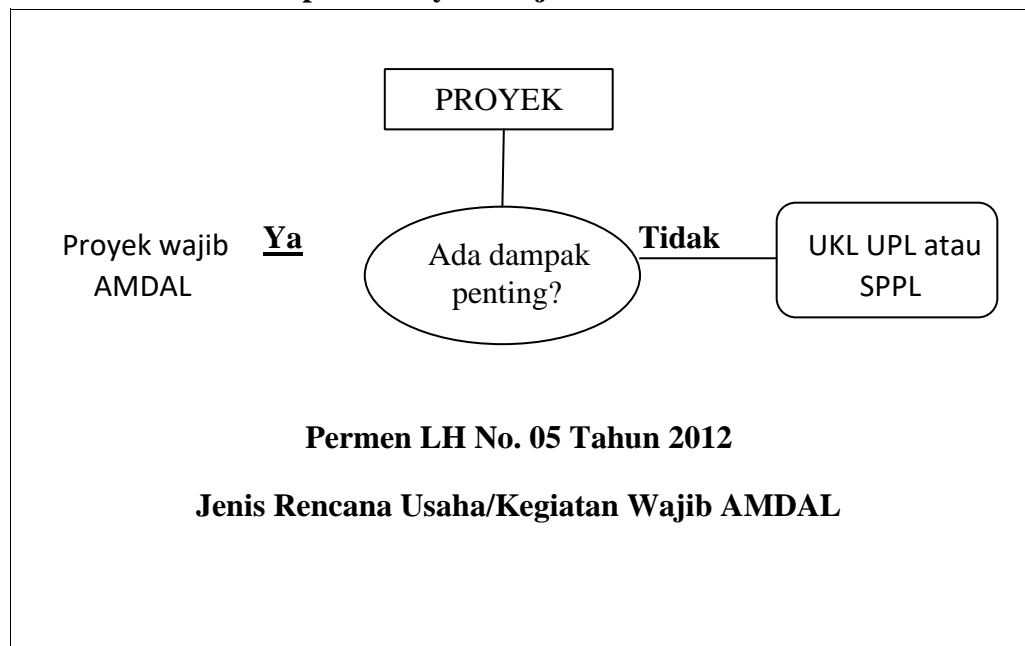 PROYEK
Proyek wajib
AMDAL
Ya
Ada dampak
penting?
Tidak
UKL UPL atau
SPPL
Permen LH No. 05 Tahun 2012
Jenis Rencana Usaha/Kegiatan Wajib AMDAL